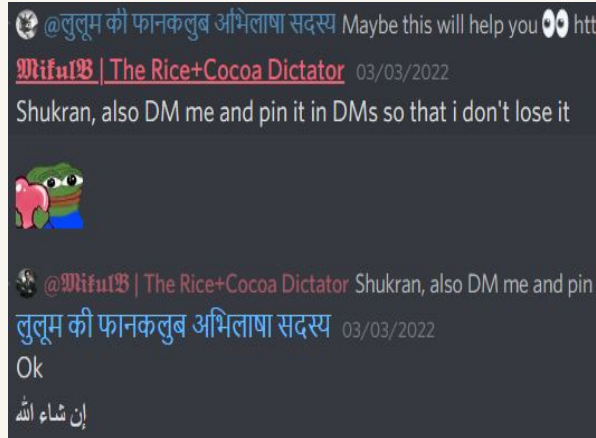 @लुलूम की फानकलुब अभिलाषा सदस्य Maybe this will help you 👀 htt
𝕸𝖎𝖐𝖚𝖑𝕭 | The Rice+Cocoa Dictator 03/03/2022
Shukran, also DM me and pin it in DMs so that i don't lose it
@𝕸𝖎𝖐𝖚𝖑𝕭 | The Rice+Cocoa Dictator Shukran, also DM me and pin
लुलूम की फानकलुब अभिलाषा सदस्य 03/03/2022
Ok
إن شاء الله